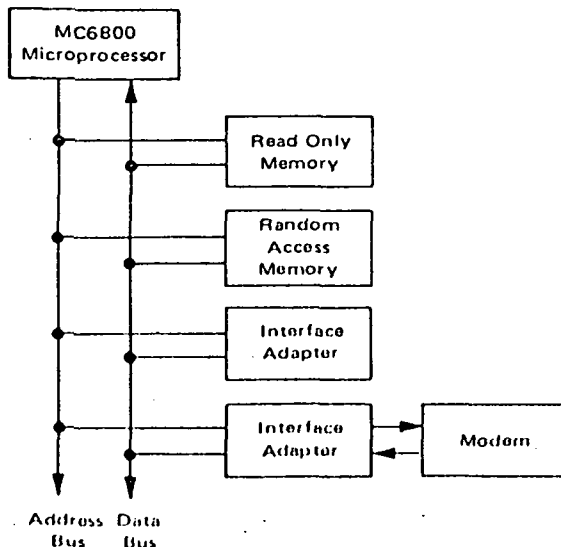 MC6800
Microprocessor
Read Only
Memory
Random
Access
Memory
Interface
Adapter
Interface
Adapter
Modem
Address Data
Bus Bus